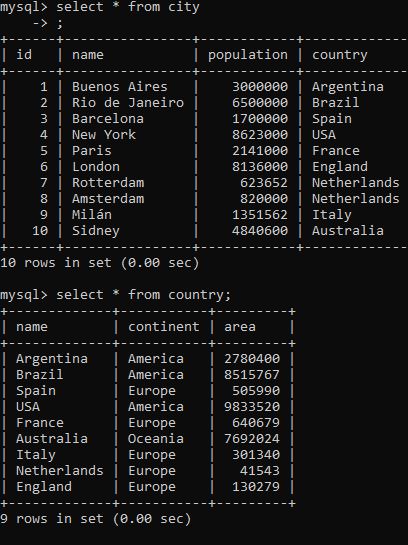 mysql> select * from city
    -> ;
+------+----------------+------------+-------------
| id   | name           | population | country
+------+----------------+------------+-------------
|    1 | Buenos Aires   |    3000000 | Argentina
|    2 | Rio de Janeiro |    6500000 | Brazil
|    3 | Barcelona      |    1700000 | Spain
|    4 | New York       |    8623000 | USA
|    5 | Paris          |    2141000 | France
|    6 | London         |    8136000 | England
|    7 | Rotterdam      |     623652 | Netherlands
|    8 | Amsterdam      |     820000 | Netherlands
|    9 | Milán          |    1351562 | Italy
|   10 | Sidney         |    4840600 | Australia
+------+----------------+------------+-------------
10 rows in set (0.00 sec)
mysql> select * from country;
+-------------+-----------+---------+
| name        | continent | area    |
+-------------+-----------+---------+
| Argentina   | America   | 2780400 |
| Brazil      | America   | 8515767 |
| Spain       | Europe    |  505990 |
| USA         | America   | 9833520 |
| France      | Europe    |  640679 |
| Australia   | Oceania   | 7692024 |
| Italy       | Europe    |  301340 |
| Netherlands | Europe    |   41543 |
| England     | Europe    |  130279 |
+-------------+-----------+---------+
9 rows in set (0.00 sec)